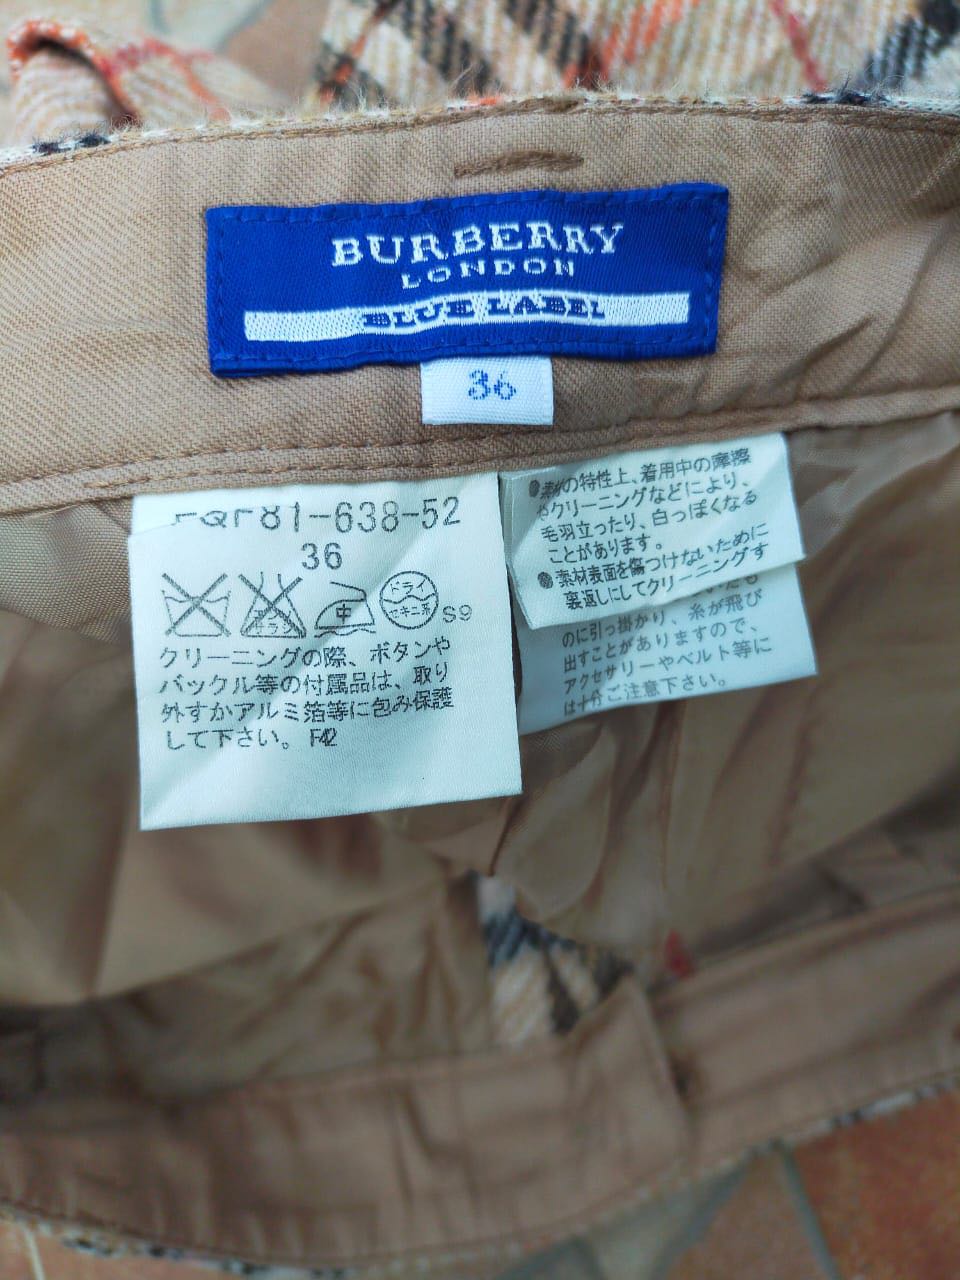 BURBERRY
LONDON
BLUE LABEL
36
FQF81-638-52
36
エンソサラシ
中
ドライ
セキユ系
S9
クリーニングの際、ボタンや
バックル等の付属品は、取り
外すかアルミ箔等に包み保護
して下さい。 F42
●素材の特性上、着用中の摩擦
やクリーニングなどにより、
毛羽立ったり、白っぽくなる
ことがあります。
●素材表面を傷つけないために
裏返しにしてクリーニングす
のに引っ掛かり、糸が飛び
出すことがありますので、
アクセサリーやベルト等に
は十分ご注意下さい。